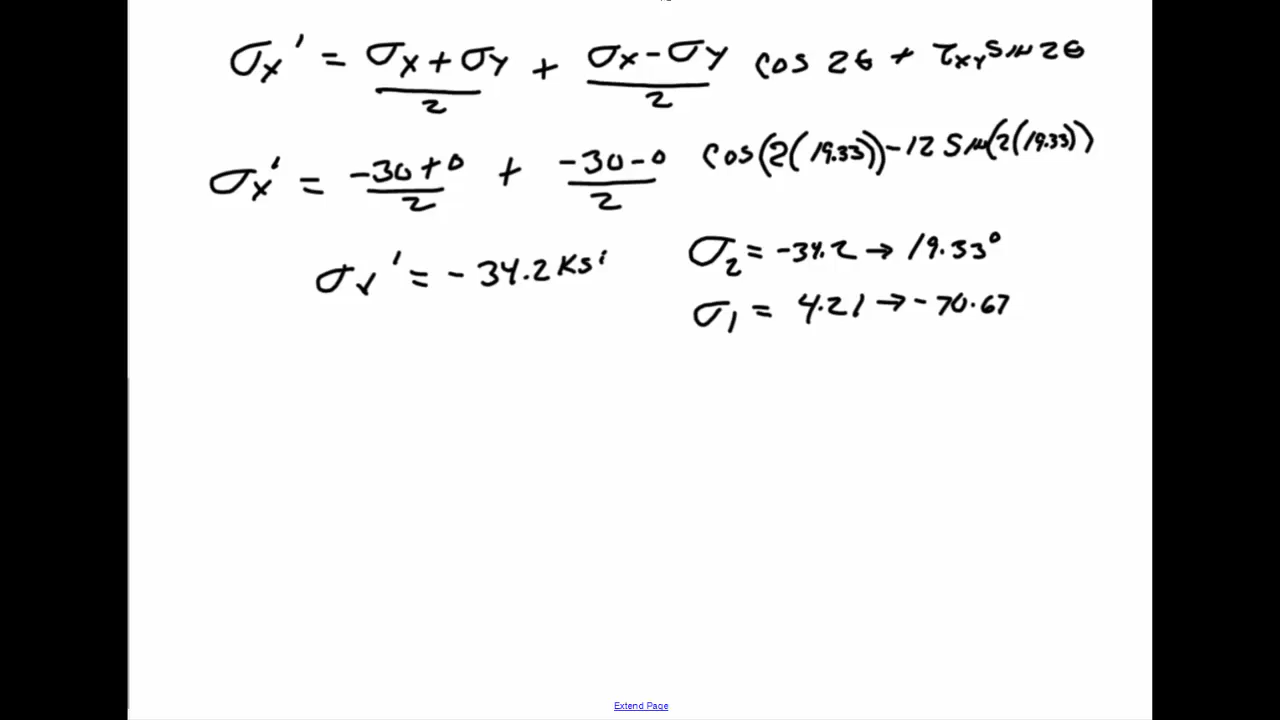 σx' = σx + σy / 2 + σx - σy / 2 cos 2θ + τxy sin 2θ
σx' = -30 + 0 / 2 + -30 - 0 / 2 cos(2(19.33)) - 12 sin(2(19.33))
σx' = -34.2 Ksi
σ2 = -34.2 → 19.33°
σ1 = 4.21 → -70.67
Extend Page